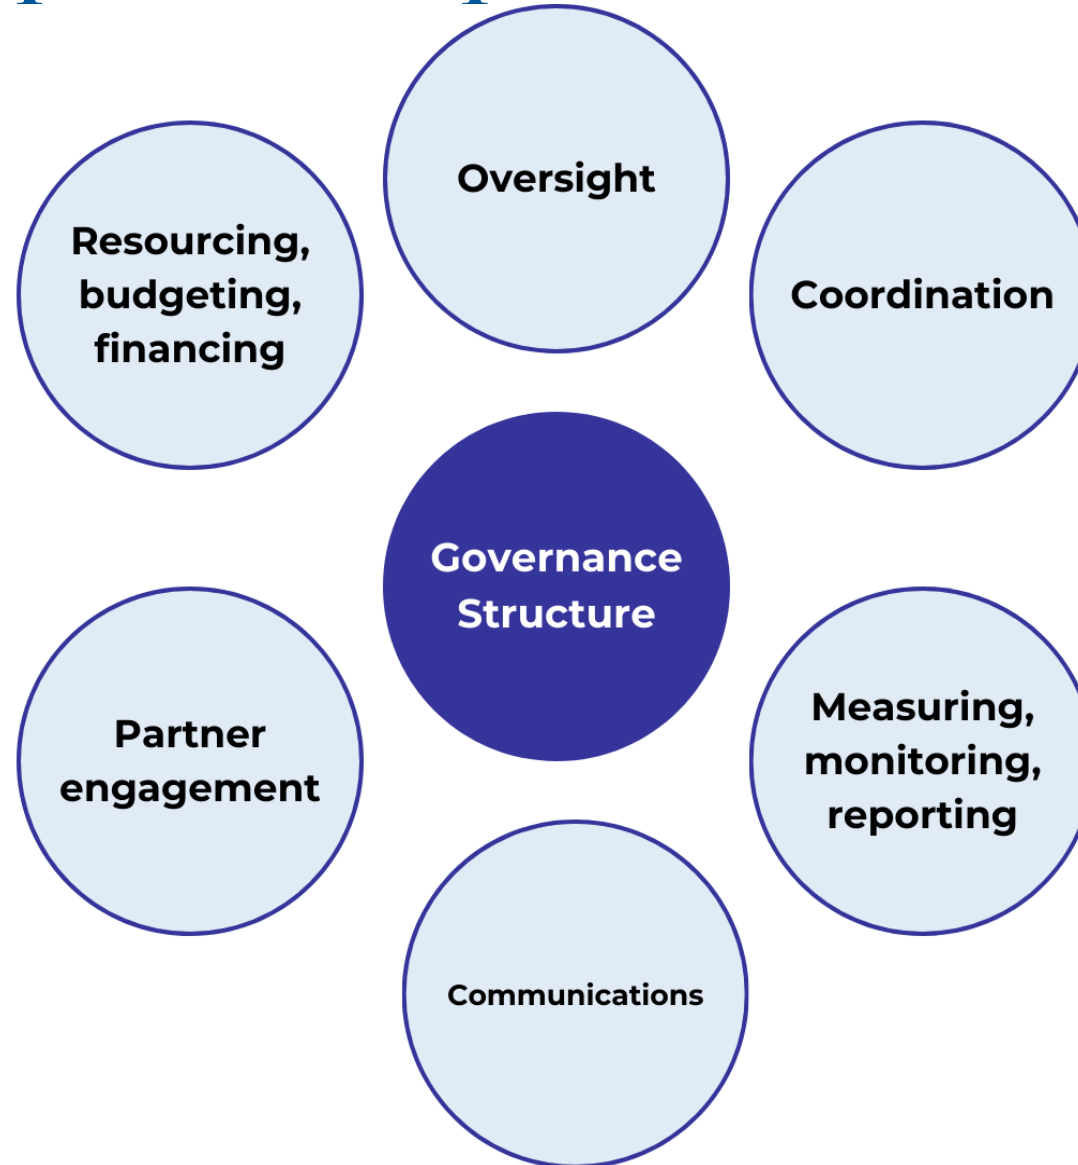 Oversight
Resourcing,
budgeting,
financing
Coordination
Governance
Structure
Partner
engagement
Measuring,
monitoring,
reporting
Communications